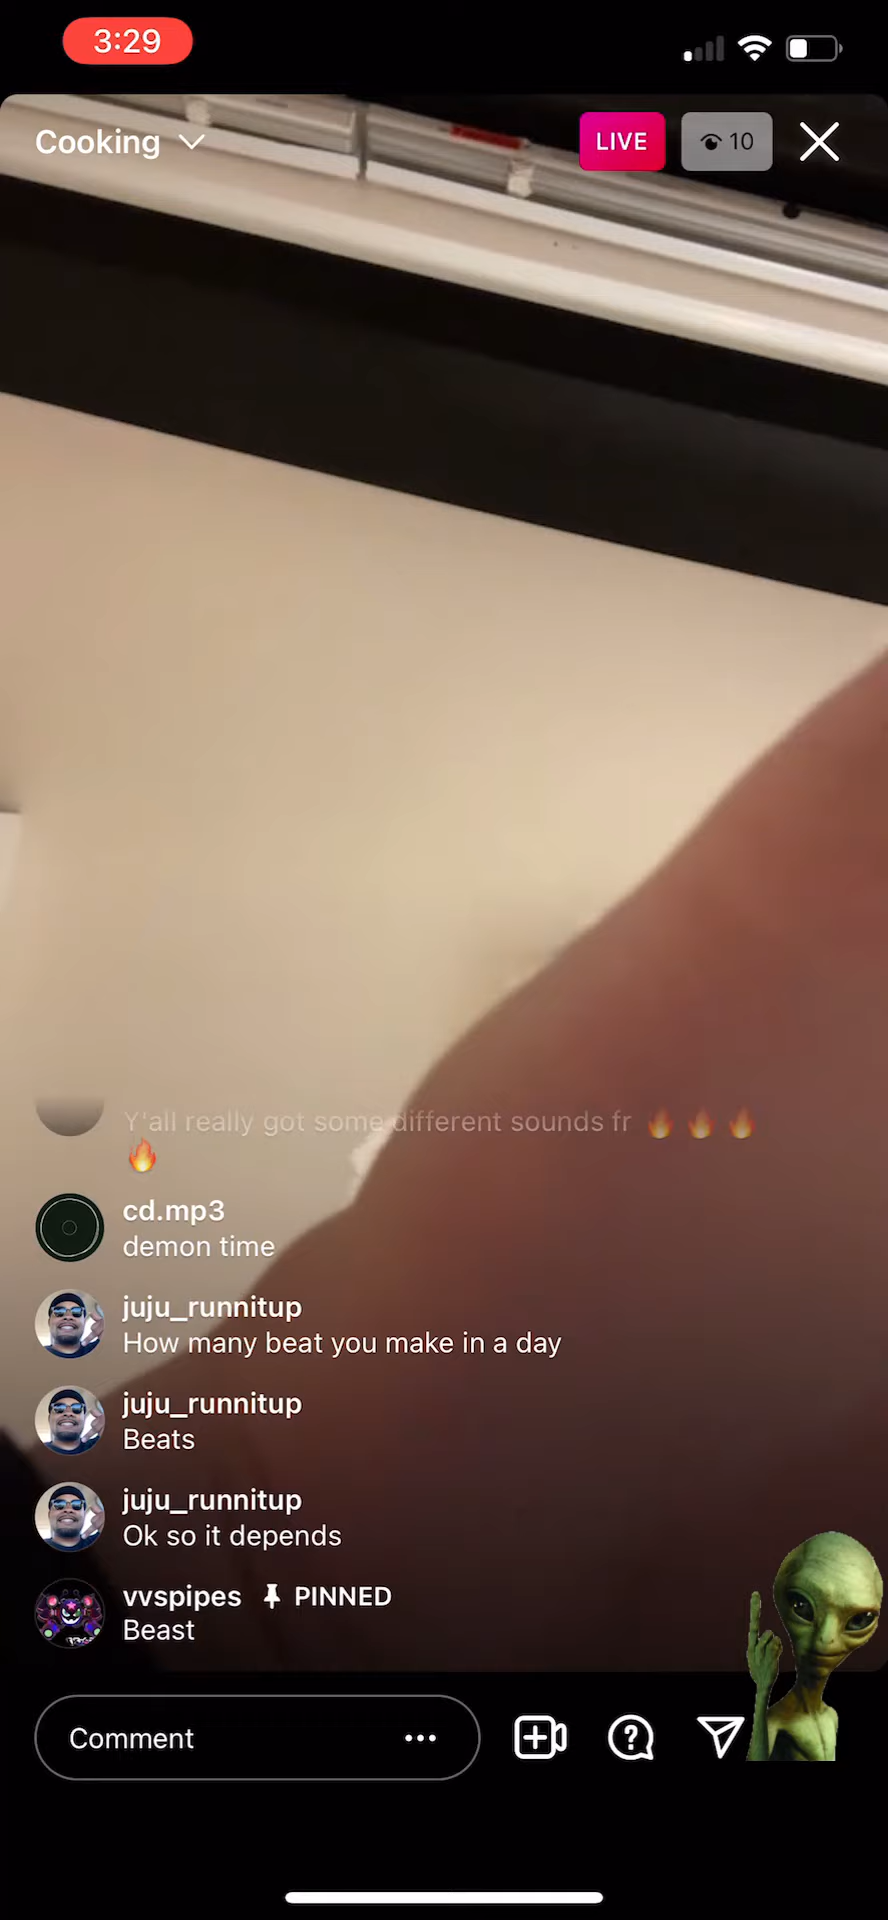 3:29
Cooking
LIVE
10
Y'all really got some different sounds fr 🔥 🔥 🔥
🔥
cd.mp3
demon time
juju_runnitup
How many beat you make in a day
juju_runnitup
Beats
juju_runnitup
Ok so it depends
vvspipes PINNED
Beast
Comment